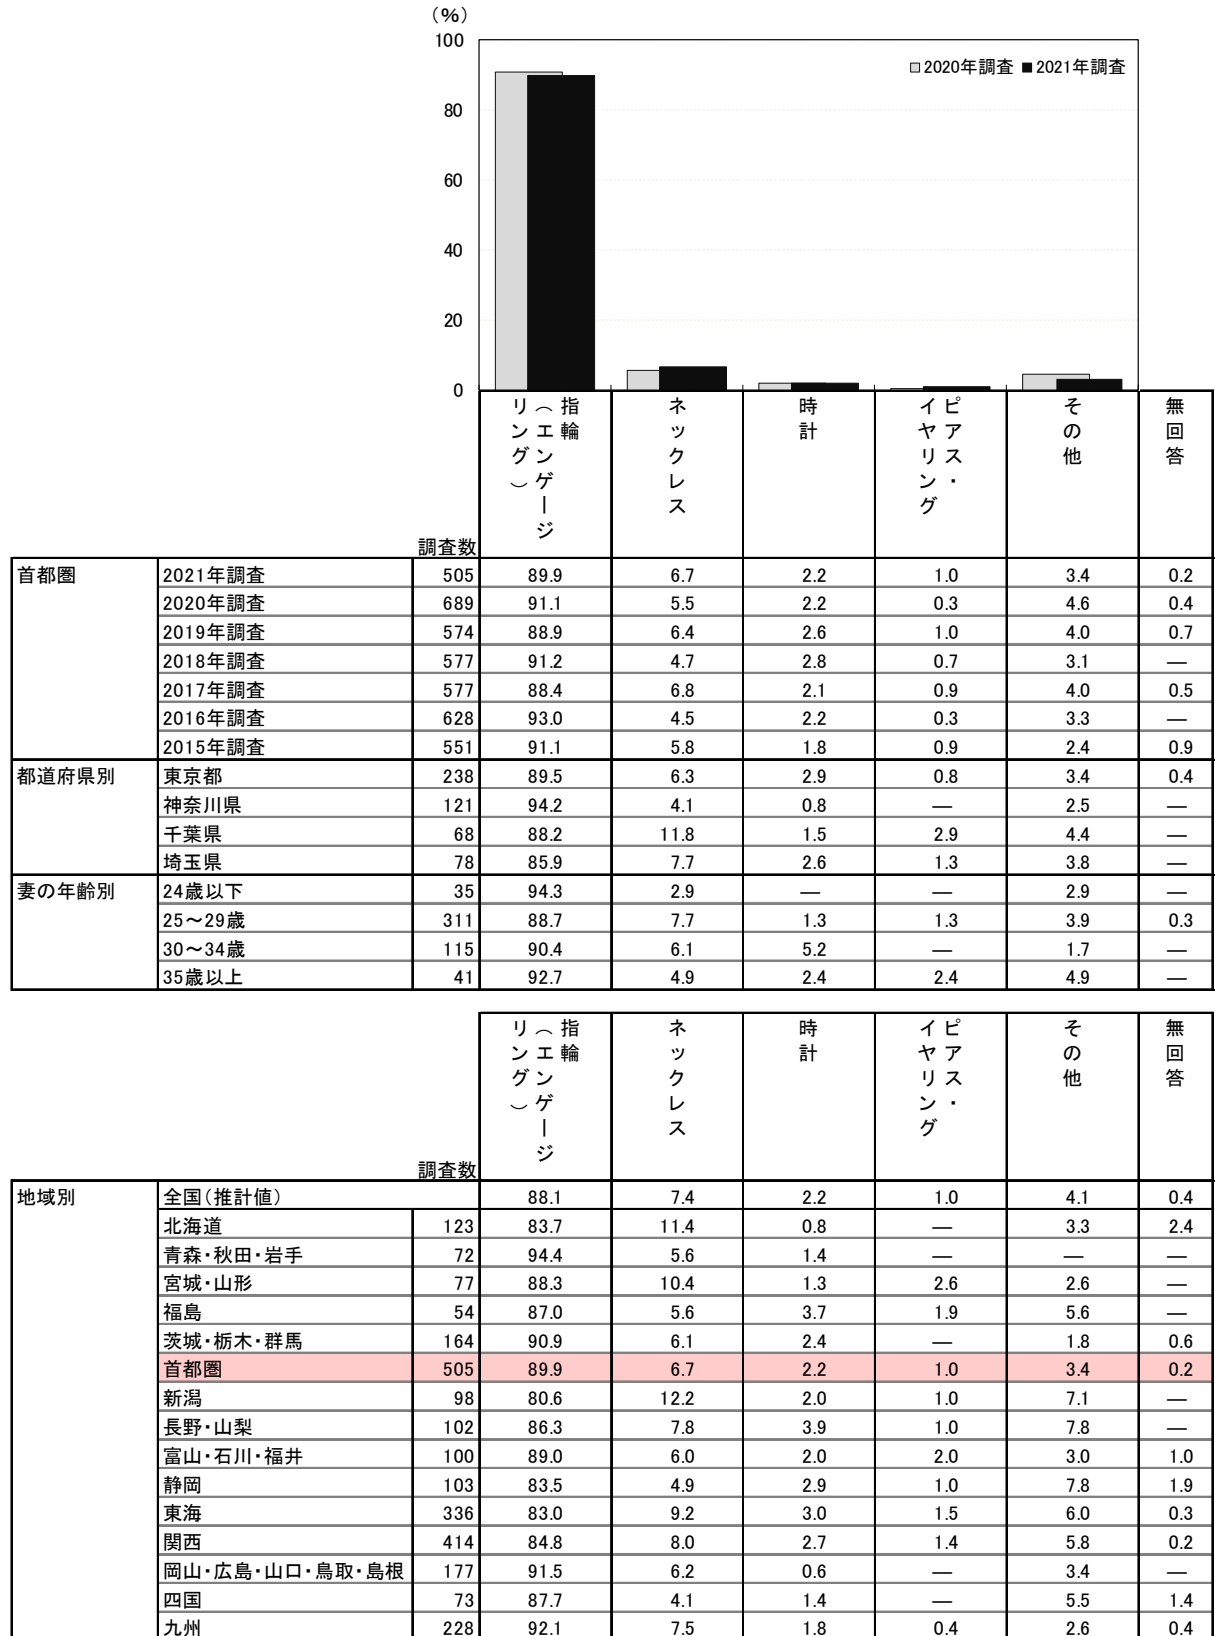 （%）
100
80
60
40
20
0
2020年調査 2021年調査
調査数 指輪（エンゲージリング） ネックレス 時計 ピアス・イヤリング その他 無回答
首都圏 2021年調査 505 89.9 6.7 2.2 1.0 3.4 0.2
2020年調査 689 91.1 5.5 2.2 0.3 4.6 0.4
2019年調査 574 88.9 6.4 2.6 1.0 4.0 0.7
2018年調査 577 91.2 4.7 2.8 0.7 3.1 ―
2017年調査 577 88.4 6.8 2.1 0.9 4.0 0.5
2016年調査 628 93.0 4.5 2.2 0.3 3.3 ―
2015年調査 551 91.1 5.8 1.8 0.9 2.4 0.9
都道府県別 東京都 238 89.5 6.3 2.9 0.8 3.4 0.4
神奈川県 121 94.2 4.1 0.8 ― 2.5 ―
千葉県 68 88.2 11.8 1.5 2.9 4.4 ―
埼玉県 78 85.9 7.7 2.6 1.3 3.8 ―
妻の年齢別 24歳以下 35 94.3 2.9 ― ― 2.9 ―
25～29歳 311 88.7 7.7 1.3 1.3 3.9 0.3
30～34歳 115 90.4 6.1 5.2 ― 1.7 ―
35歳以上 41 92.7 4.9 2.4 2.4 4.9 ―
調査数 指輪（エンゲージリング） ネックレス 時計 ピアス・イヤリング その他 無回答
地域別 全国（推計値） 88.1 7.4 2.2 1.0 4.1 0.4
北海道 123 83.7 11.4 0.8 ― 3.3 2.4
青森・秋田・岩手 72 94.4 5.6 1.4 ― ― ―
宮城・山形 77 88.3 10.4 1.3 2.6 2.6 ―
福島 54 87.0 5.6 3.7 1.9 5.6 ―
茨城・栃木・群馬 164 90.9 6.1 2.4 ― 1.8 0.6
首都圏 505 89.9 6.7 2.2 1.0 3.4 0.2
新潟 98 80.6 12.2 2.0 1.0 7.1 ―
長野・山梨 102 86.3 7.8 3.9 1.0 7.8 ―
富山・石川・福井 100 89.0 6.0 2.0 2.0 3.0 1.0
静岡 103 83.5 4.9 2.9 1.0 7.8 1.9
東海 336 83.0 9.2 3.0 1.5 6.0 0.3
関西 414 84.8 8.0 2.7 1.4 5.8 0.2
岡山・広島・山口・鳥取・島根 177 91.5 6.2 0.6 ― 3.4 ―
四国 73 87.7 4.1 1.4 ― 5.5 1.4
九州 228 92.1 7.5 1.8 0.4 2.6 0.4